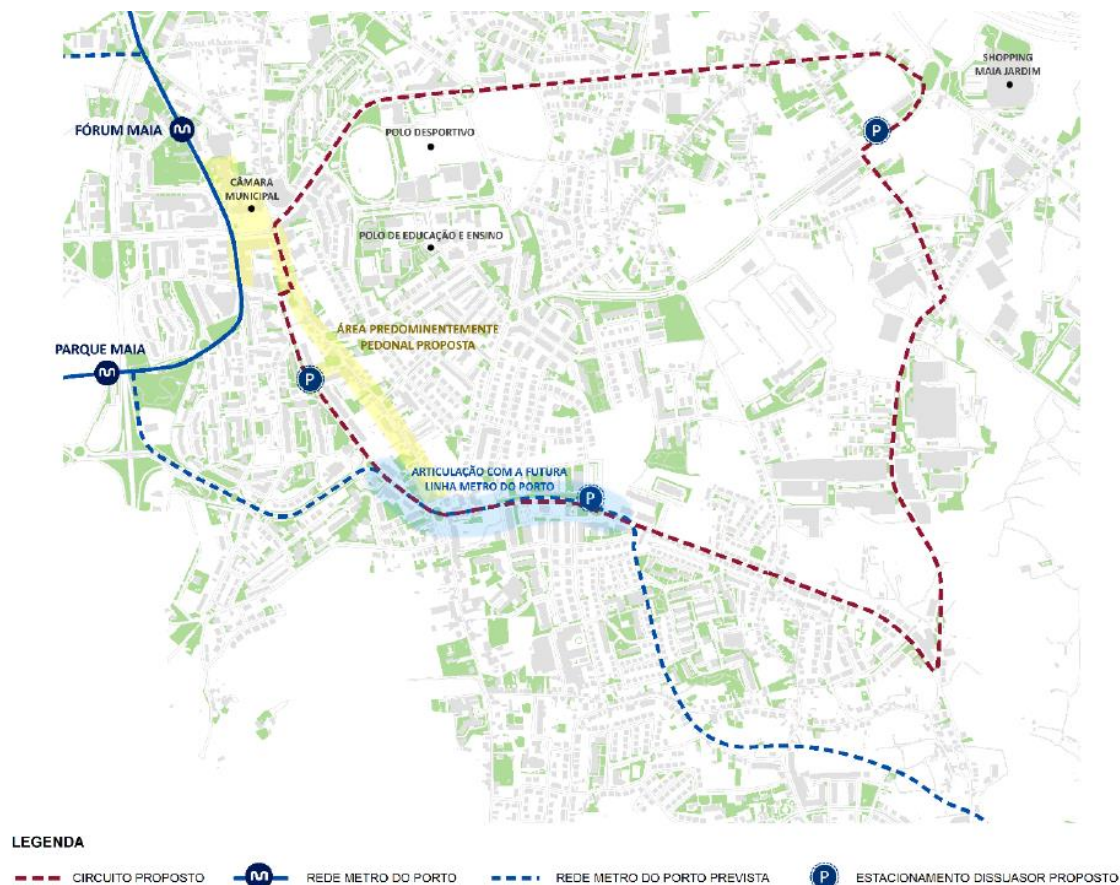 SHOPPING
MAIA JARDIM
P
FÓRUM MAIA
POLO DESPORTIVO
CÂMARA
MUNICIPAL
POLO DE EDUCAÇÃO E ENSINO
ÁREA PREDOMINENTEMENTE
PEDONAL PROPOSTA
PARQUE MAIA
P
ARTICULAÇÃO COM A FUTURA
LINHA METRO DO PORTO
P
LEGENDA
CIRCUITO PROPOSTO
REDE METRO DO PORTO
REDE METRO DO PORTO PREVISTA
P
ESTACIONAMENTO DISSUASOR PROPOSTO